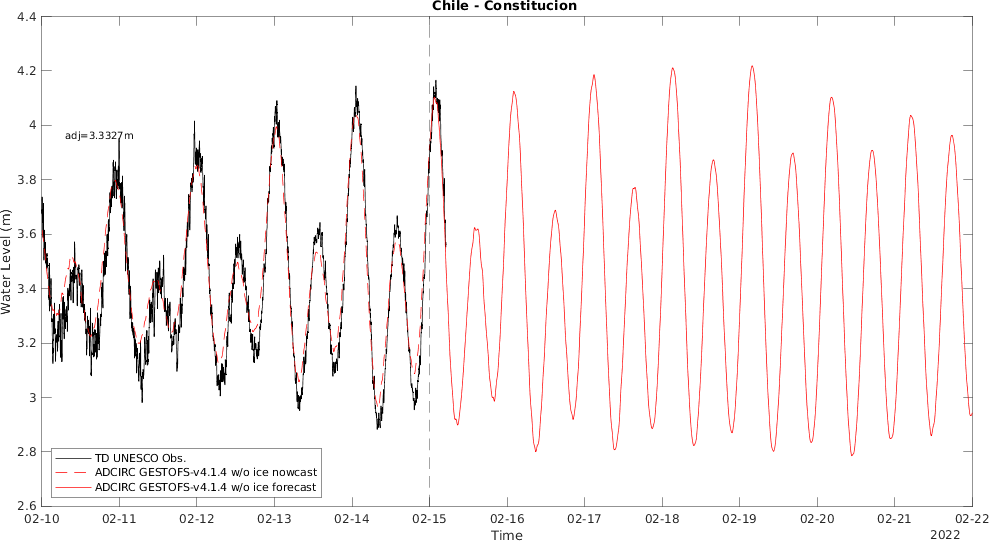 Chile - Constitucion
4.4
4.2
4
3.8
3.6
3.4
3.2
3
2.8
2.6
Water Level (m)
adj=3.3327m
TD UNESCO Obs.
ADCIRC GESTOFS-v4.1.4 w/o ice nowcast
ADCIRC GESTOFS-v4.1.4 w/o ice forecast
02-10 02-11 02-12 02-13 02-14 02-15 02-16 02-17 02-18 02-19 02-20 02-21 02-22
Time
2022